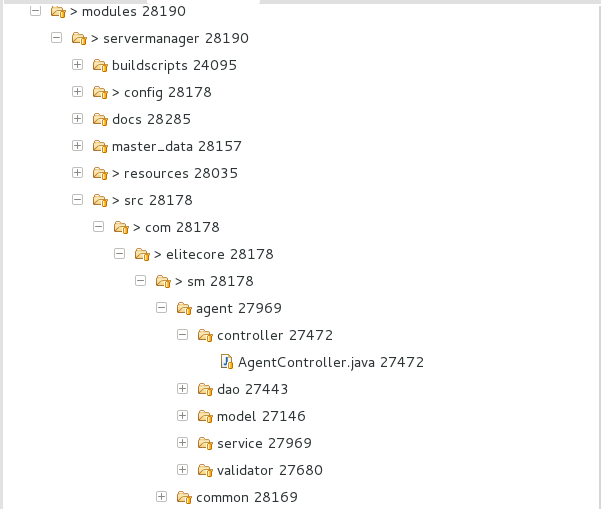 > modules 28190
> servermanager 28190
buildscripts 24095
> config 28178
docs 28285
master_data 28157
> resources 28035
> src 28178
> com 28178
> elitecore 28178
> sm 28178
agent 27969
controller 27472
AgentController.java 27472
dao 27443
model 27146
service 27969
validator 27680
common 28169